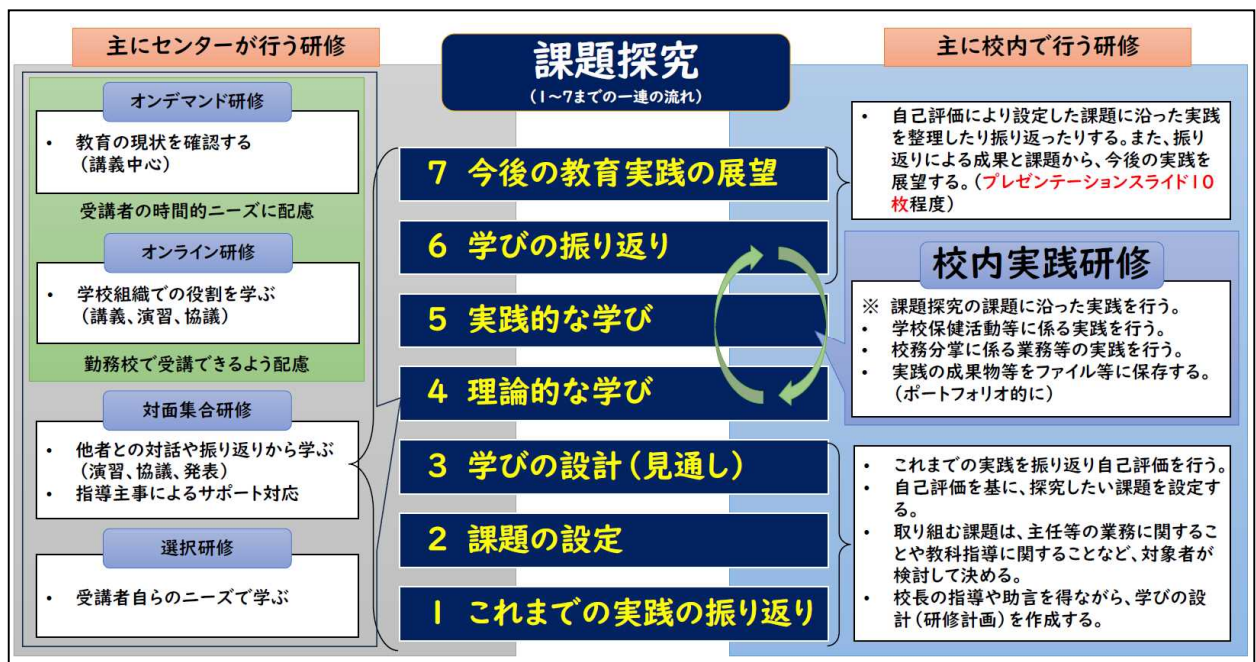 主にセンターが行う研修
オンデマンド研修
・ 教育の現状を確認する
(講義中心)
受講者の時間的ニーズに配慮
オンライン研修
・ 学校組織での役割を学ぶ
(講義、演習、協議)
勤務校で受講できるよう配慮
対面集合研修
・ 他者との対話や振り返りから学ぶ
(演習、協議、発表)
・ 指導主事によるサポート対応
選択研修
・ 受講者自らのニーズで学ぶ
課題探究
(1～7までの一連の流れ)
7 今後の教育実践の展望
6 学びの振り返り
5 実践的な学び
4 理論的な学び
3 学びの設計(見通し)
2 課題の設定
1 これまでの実践の振り返り
主に校内で行う研修
・ 自己評価により設定した課題に沿った実践
を整理したり振り返ったりする。また、振り
返りによる成果と課題から、今後の実践を
展望する。(プレゼンテーションスライド10
枚程度)
校内実践研修
※ 課題探究の課題に沿った実践を行う。
・ 学校保健活動等に係る実践を行う。
・ 校務分掌に係る業務等の実践を行う。
・ 実践の成果物等をファイル等に保存する。
(ポートフォリオ的に)
・ これまでの実践を振り返り自己評価を行う。
・ 自己評価を基に、探究したい課題を設定す
る。
・ 取り組む課題は、主任等の業務に関するこ
とや教科指導に関することなど、対象者が
検討して決める。
・ 校長の指導や助言を得ながら、学びの設
計(研修計画)を作成する。